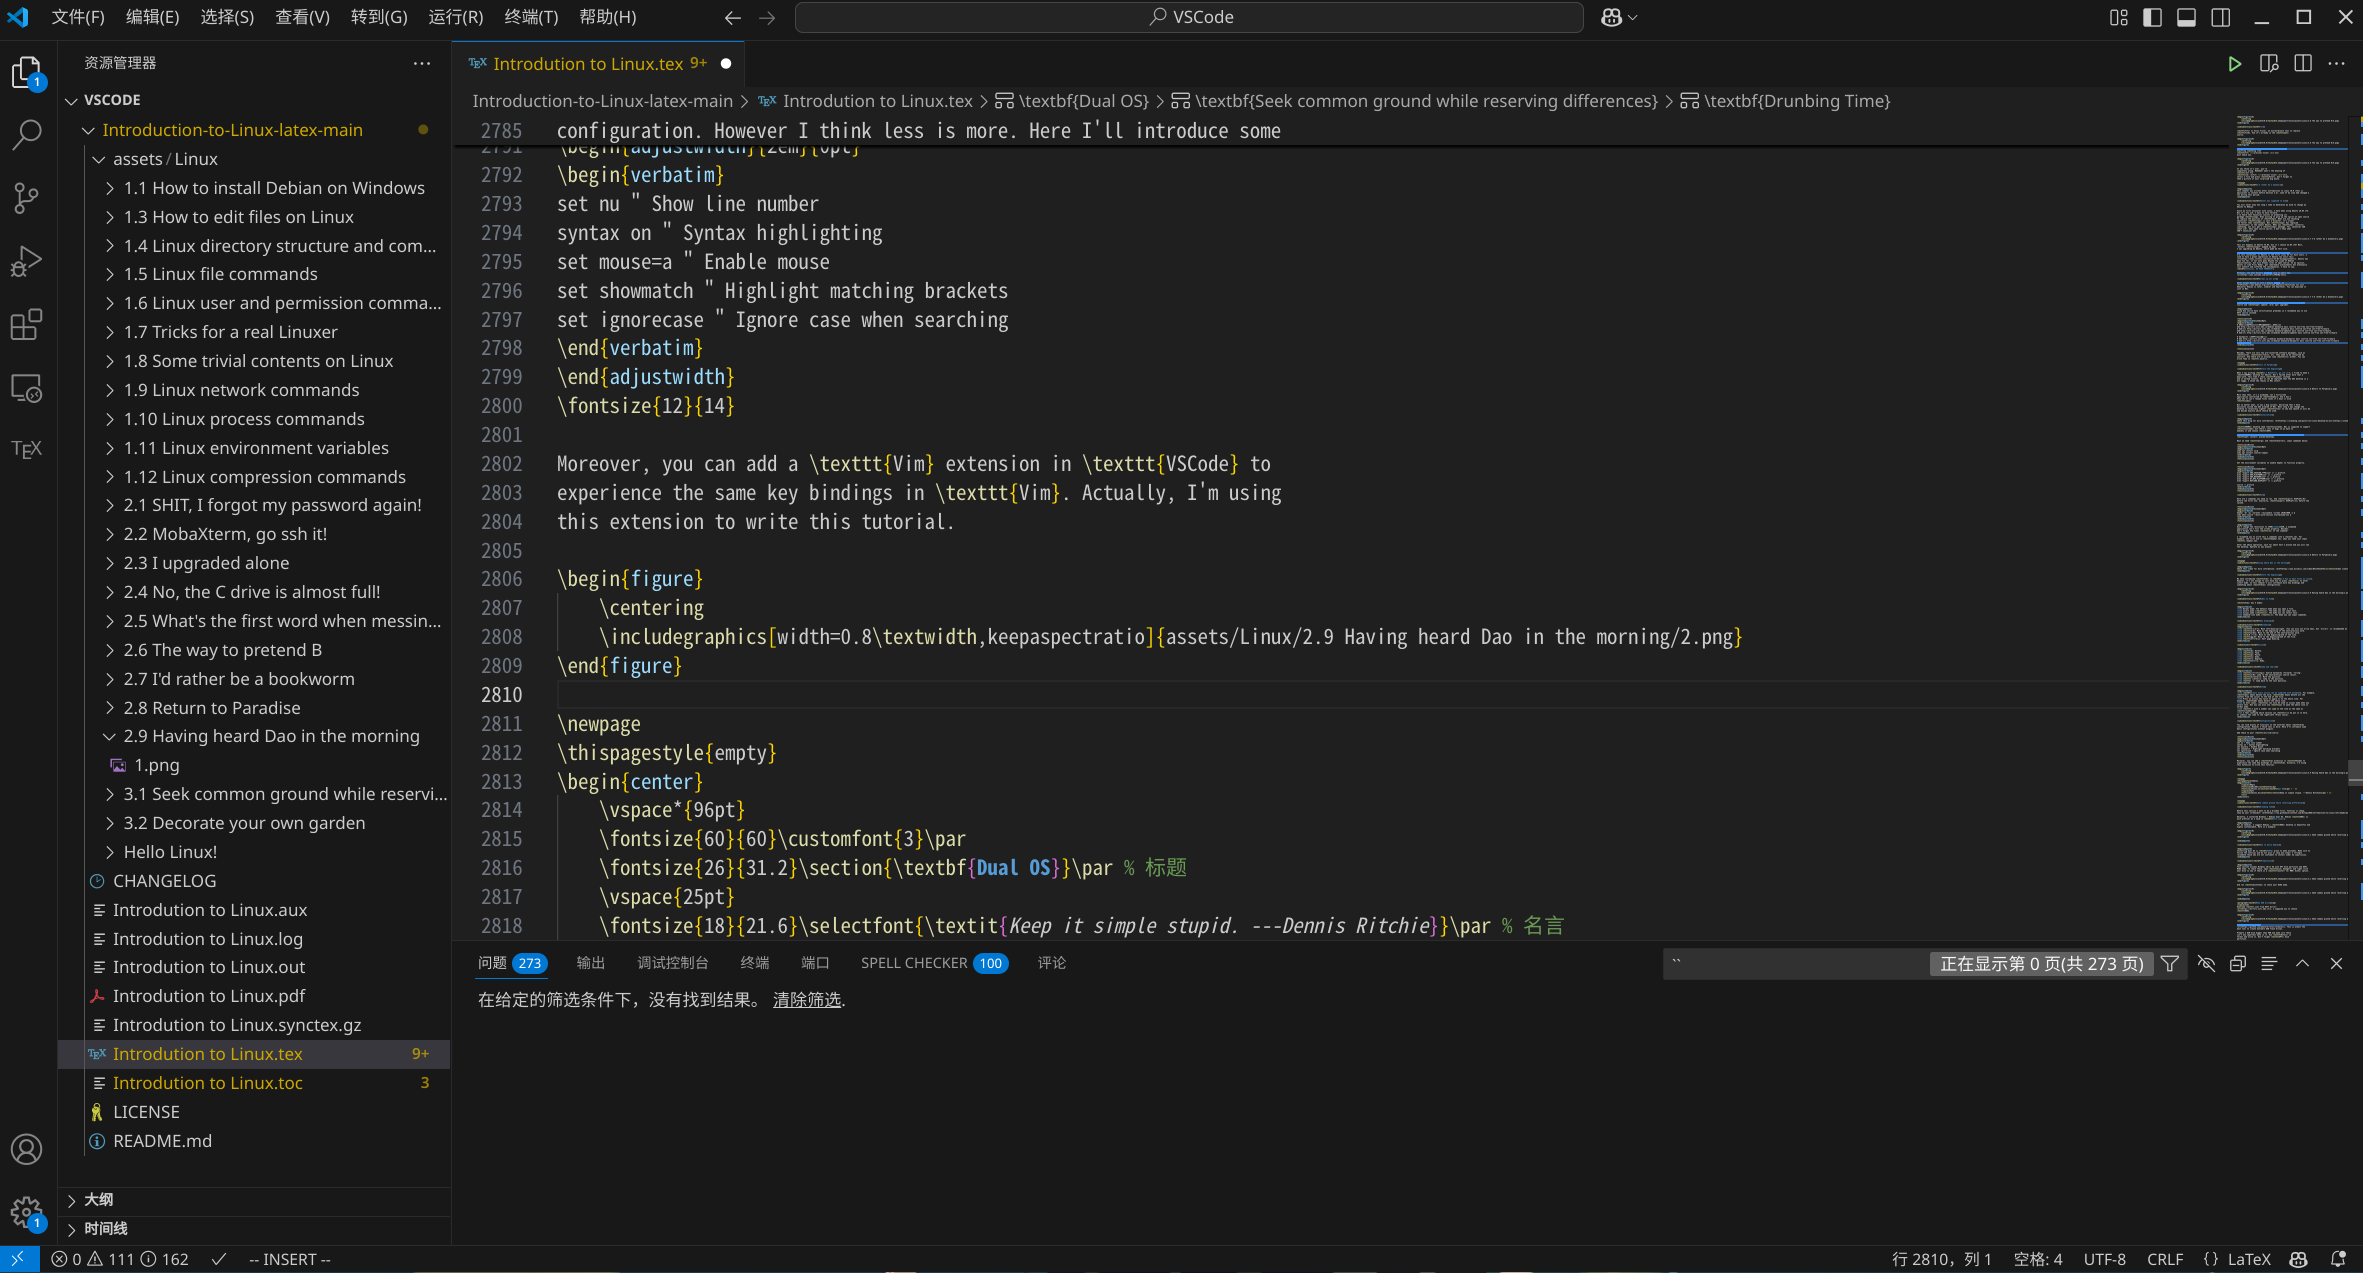 文件(F) 编辑(E) 选择(S) 查看(V) 转到(G) 运行(R) 终端(T) 帮助(H)
VSCode
资源管理器
VSCODE
Introduction-to-Linux-latex-main
assets/Linux
1.1 How to install Debian on Windows
1.3 How to edit files on Linux
1.4 Linux directory structure and com...
1.5 Linux file commands
1.6 Linux user and permission comma...
1.7 Tricks for a real Linuxer
1.8 Some trivial contents on Linux
1.9 Linux network commands
1.10 Linux process commands
1.11 Linux environment variables
1.12 Linux compression commands
2.1 SHIT, I forgot my password again!
2.2 MobaXterm, go ssh it!
2.3 I upgraded alone
2.4 No, the C drive is almost full!
2.5 What's the first word when messin...
2.6 The way to pretend B
2.7 I'd rather be a bookworm
2.8 Return to Paradise
2.9 Having heard Dao in the morning
1.png
3.1 Seek common ground while reservi...
3.2 Decorate your own garden
Hello Linux!
CHANGELOG
Introdution to Linux.aux
Introdution to Linux.log
Introdution to Linux.out
Introdution to Linux.pdf
Introdution to Linux.synctex.gz
Introdution to Linux.tex 9+
Introdution to Linux.toc 3
LICENSE
README.md
大纲
时间线
TEX
1
1
TEX Introdution to Linux.tex 9+
Introduction-to-Linux-latex-main > TEX Introdution to Linux.tex > \textbf{Dual OS} > \textbf{Seek common ground while reserving differences} > \textbf{Drunbing Time}
2785 configuration. However I think less is more. Here I'll introduce some
2791 \begin{adjustwidth}{2em}{0pt}
2792 \begin{verbatim}
2793 set nu " Show line number
2794 syntax on " Syntax highlighting
2795 set mouse=a " Enable mouse
2796 set showmatch " Highlight matching brackets
2797 set ignorecase " Ignore case when searching
2798 \end{verbatim}
2799 \end{adjustwidth}
2800 \fontsize{12}{14}
2801
2802 Moreover, you can add a \texttt{Vim} extension in \texttt{VSCode} to
2803 experience the same key bindings in \texttt{Vim}. Actually, I'm using
2804 this extension to write this tutorial.
2805
2806 \begin{figure}
2807 \centering
2808 \includegraphics[width=0.8\textwidth,keepaspectratio]{assets/Linux/2.9 Having heard Dao in the morning/2.png}
2809 \end{figure}
2810
2811 \newpage
2812 \thispagestyle{empty}
2813 \begin{center}
2814 \vspace*{96pt}
2815 \fontsize{60}{60}\customfont{3}\par
2816 \fontsize{26}{31.2}\section{\textbf{Dual OS}}\par % 标题
2817 \vspace{25pt}
2818 \fontsize{18}{21.6}\selectfont{\textit{Keep it simple stupid. ---Dennis Ritchie}}\par % 名言
问题 273 输出 调试控制台 终端 端口 SPELL CHECKER 100 评论
`` 正在显示第 0 页(共 273 页)
在给定的筛选条件下，没有找到结果。 清除筛选.
0 111 162 -- INSERT --
行 2810，列 1 空格: 4 UTF-8 CRLF {} LaTeX